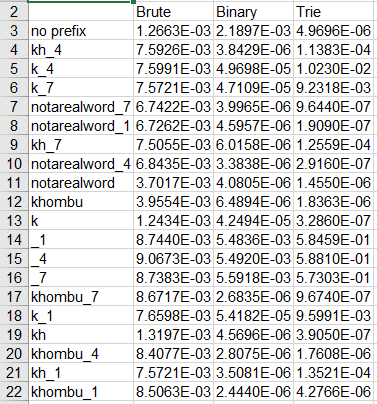 2 Brute Binary Trie
3 no prefix 1.2663E-03 2.1897E-03 4.9696E-06
4 kh_4 7.5926E-03 3.8429E-06 1.1383E-04
5 k_4 7.5991E-03 4.9698E-05 1.0230E-02
6 k_7 7.5721E-03 4.7109E-05 9.2318E-03
7 notarealword_7 6.7422E-03 3.9965E-06 9.6440E-07
8 notarealword_1 6.7262E-03 4.5957E-06 1.9090E-07
9 kh_7 7.5055E-03 6.0158E-06 1.2559E-04
10 notarealword_4 6.8435E-03 3.3838E-06 2.9160E-07
11 notarealword 3.7017E-03 4.0805E-06 1.4550E-06
12 khombu 3.9554E-03 6.4894E-06 1.8363E-06
13 k 1.2434E-03 4.2494E-05 3.2860E-07
14 _1 8.7440E-03 5.4836E-03 5.8459E-01
15 _4 9.0673E-03 5.4920E-03 5.8810E-01
16 _7 8.7383E-03 5.5918E-03 5.7303E-01
17 khombu_7 8.6717E-03 2.6835E-06 9.6740E-07
18 k_1 7.6598E-03 5.4182E-05 9.5991E-03
19 kh 1.3197E-03 4.5696E-06 3.9050E-07
20 khombu_4 8.4077E-03 2.8075E-06 1.7608E-06
21 kh_1 7.5721E-03 3.5081E-06 1.3521E-04
22 khombu_1 8.5063E-03 2.4440E-06 4.2766E-06